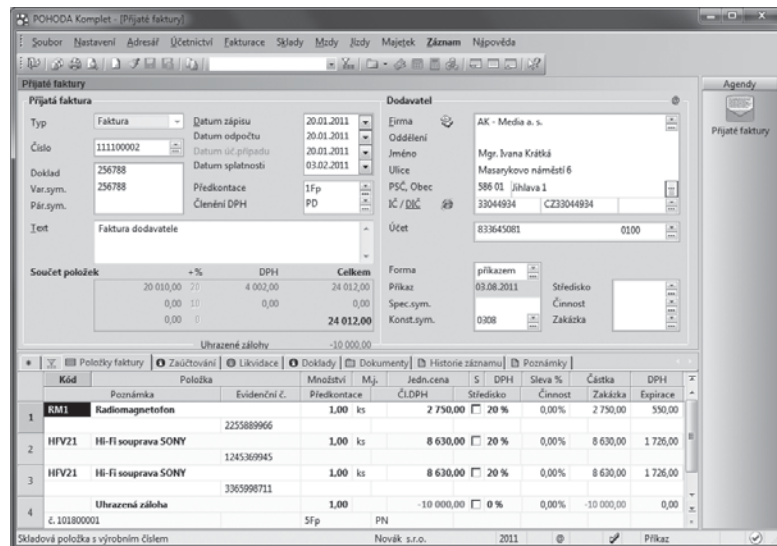 POHODA Komplet - [Přijaté faktury]
Soubor Nastavení Adresář Účetnictví Fakturace Sklady Mzdy Jízdy Majetek Záznam Nápověda
Přijaté faktury
Agendy
Přijaté faktury
Přijatá faktura
Typ Faktura
Číslo 111100002
Doklad 256788
Var.sym. 256788
Pár.sym.
Datum zápisu 20.01.2011
Datum odpočtu 20.01.2011
Datum úč.případu 20.01.2011
Datum splatnosti 03.02.2011
Předkontace 1Fp
Členění DPH PD
Text Faktura dodavatele
Součet položek +% DPH Celkem
20 010,00 20 4 002,00 24 012,00
0,00 10 0,00 0,00
0,00 0 24 012,00
Uhrazené zálohy -10 000,00
Dodavatel @
Firma AK - Media a. s.
Oddělení
Jméno Mgr. Ivana Krátká
Ulice Masarykovo náměstí 6
PSČ, Obec 586 01 Jihlava 1
IČ / DIČ 33044934 CZ33044934
Účet 833645081 0100
Forma příkazem
Příkaz 03.08.2011 Středisko
Spec.sym. Činnost
Konst.sym. 0308 Zakázka
Položky faktury Zaúčtování Likvidace Doklady Dokumenty Historie záznamu Poznámky
Kód Položka Množství M.j. Jedn.cena S DPH Sleva % Částka DPH
Poznámka Evidenční č. Předkontace Čl.DPH Středisko Činnost Zakázka Expirace
1 RM1 Radiomagnetofon 1,00 ks 2 750,00 20 % 0,00% 2 750,00 550,00
2255889966
2 HFV21 Hi-Fi souprava SONY 1,00 ks 8 630,00 20 % 0,00% 8 630,00 1 726,00
1245369945
3 HFV21 Hi-Fi souprava SONY 1,00 ks 8 630,00 20 % 0,00% 8 630,00 1 726,00
3365998711
4 Uhrazená záloha 1,00 -10 000,00 0 % 0,00% -10 000,00 0,00
č. 101800001 5Fp PN
Skladová položka s výrobním číslem Novák s.r.o. 2011 @ Příkaz